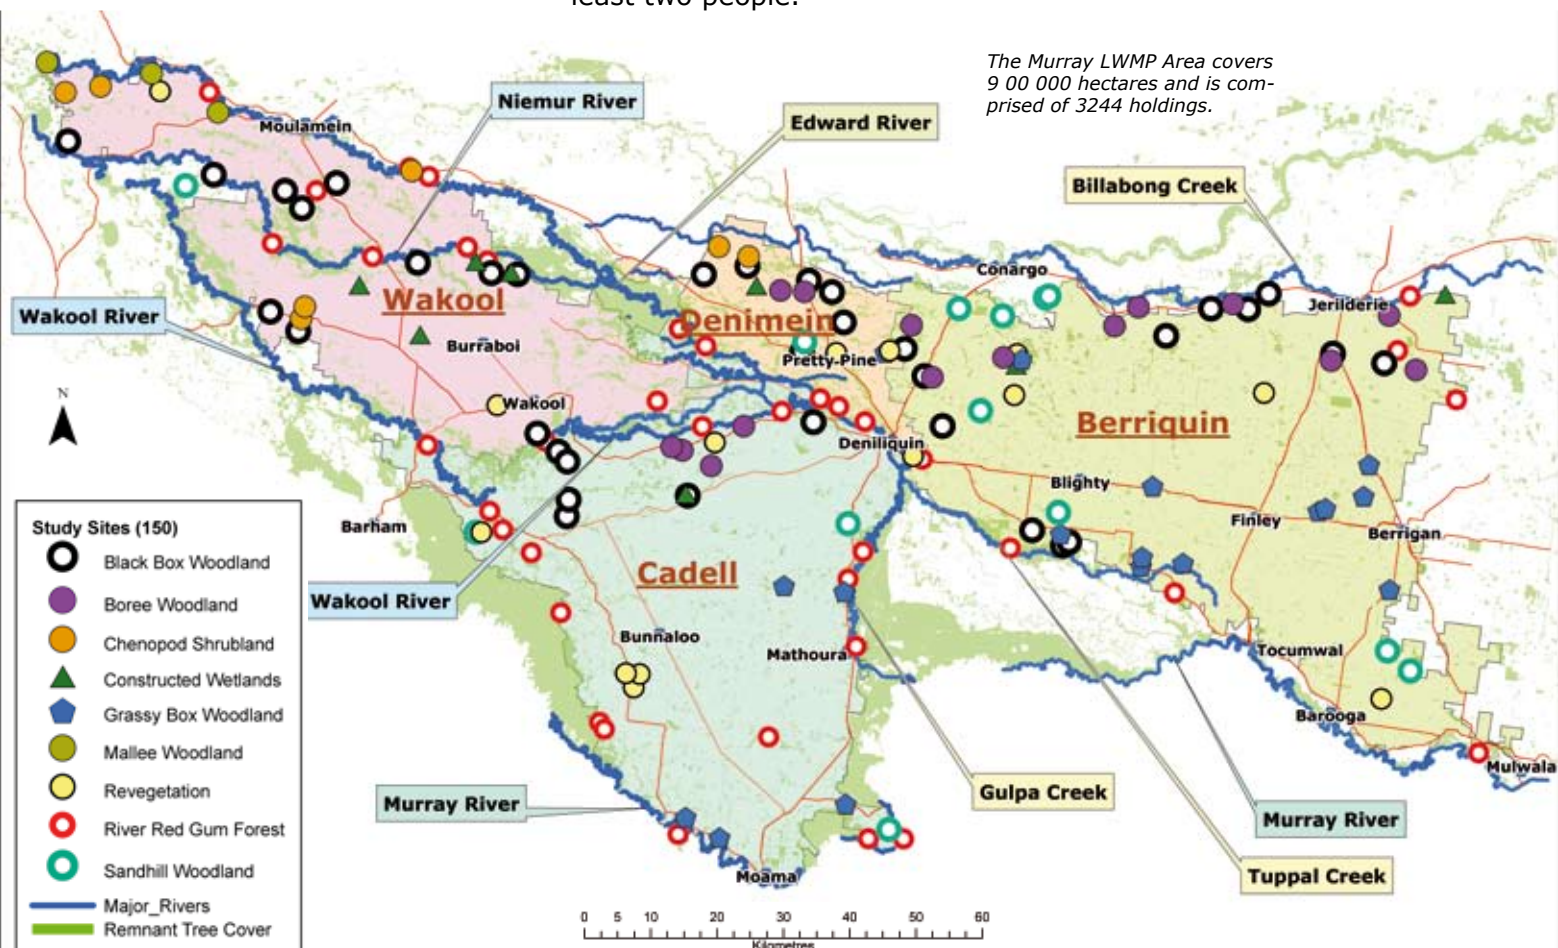 least two people.
The Murray LWMP Area covers
9 00 000 hectares and is com-
prised of 3244 holdings.
Niemur River
Edward River
Billabong Creek
Moulamein
Conargo
Jerilderie
Wakool
Denimein
Wakool River
Burraboi
Pretty-Pine
Wakool
Berriquin
Deniliquin
N
Blighty
Finley
Berrigan
Barham
Cadell
Wakool River
Bunnaloo
Mathoura
Tocumwal
Barooga
Mulwala
Gulpa Creek
Murray River
Murray River
Tuppal Creek
Moama
Study Sites (150)
Black Box Woodland
Boree Woodland
Chenopod Shrubland
Constructed Wetlands
Grassy Box Woodland
Mallee Woodland
Revegetation
River Red Gum Forest
Sandhill Woodland
Major_Rivers
Remnant Tree Cover
0 5 10 20 30 40 50 60
Kilometres